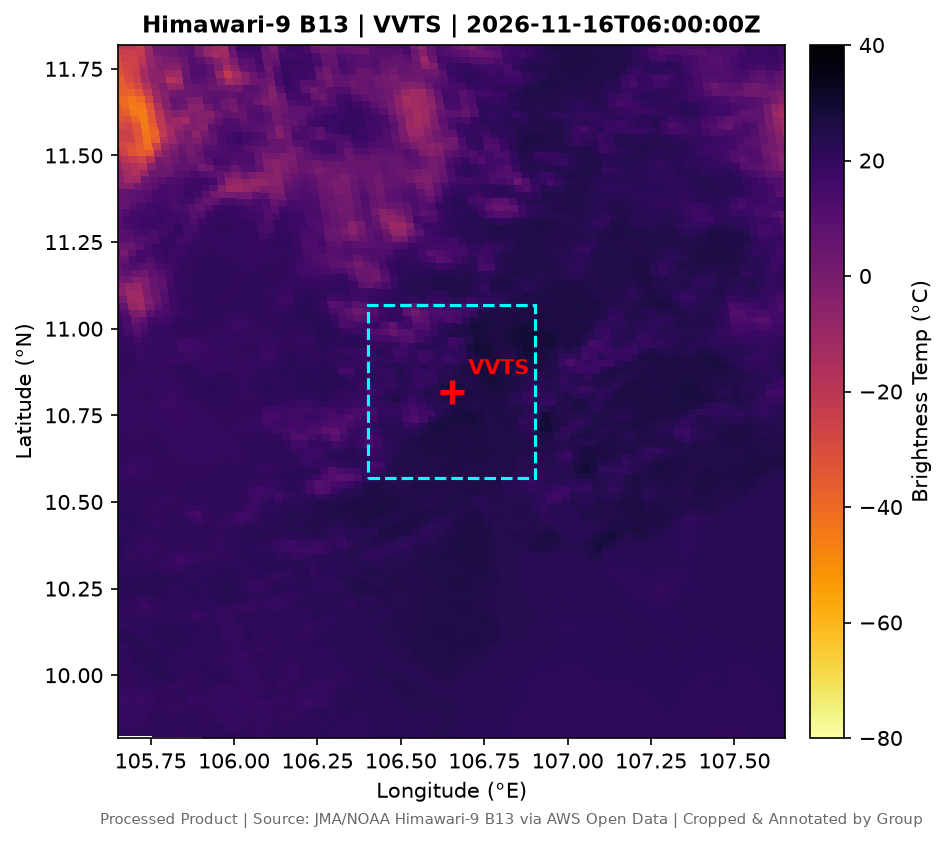 Himawari-9 B13 | VVTS | 2026-11-16T06:00:00Z
11.75
11.50
11.25
11.00
10.75
10.50
10.25
10.00
Latitude (°N)
VVTS
105.75 106.00 106.25 106.50 106.75 107.00 107.25 107.50
Longitude (°E)
40
20
0
−20
−40
−60
−80
Brightness Temp (°C)
Processed Product | Source: JMA/NOAA Himawari-9 B13 via AWS Open Data | Cropped & Annotated by Group